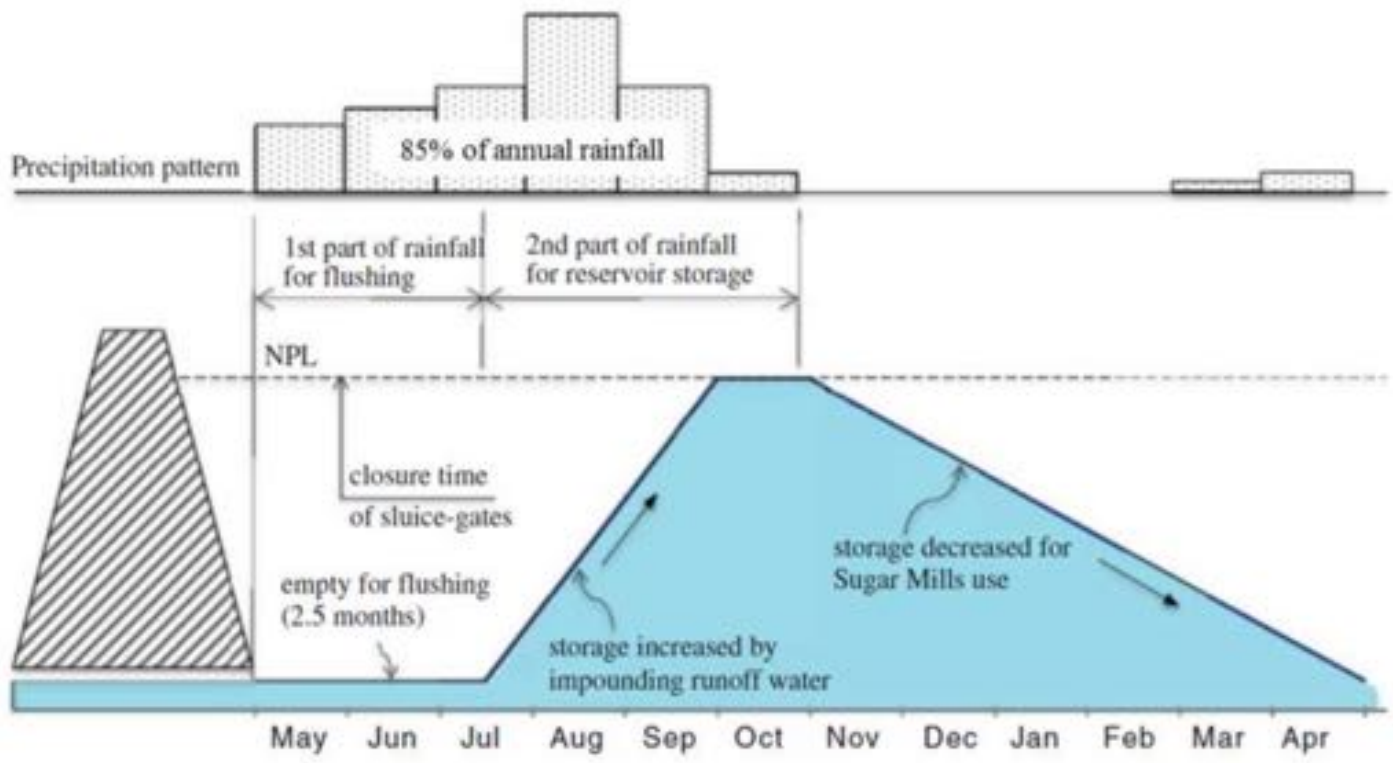 85% of annual rainfall
Precipitation pattern
1st part of rainfall
for flushing
2nd part of rainfall
for reservoir storage
NPL
closure time
of sluice-gates
empty for flushing
(2.5 months)
storage increased by
impounding runoff water
storage decreased for
Sugar Mills use
May Jun Jul Aug Sep Oct Nov Dec Jan Feb Mar Apr